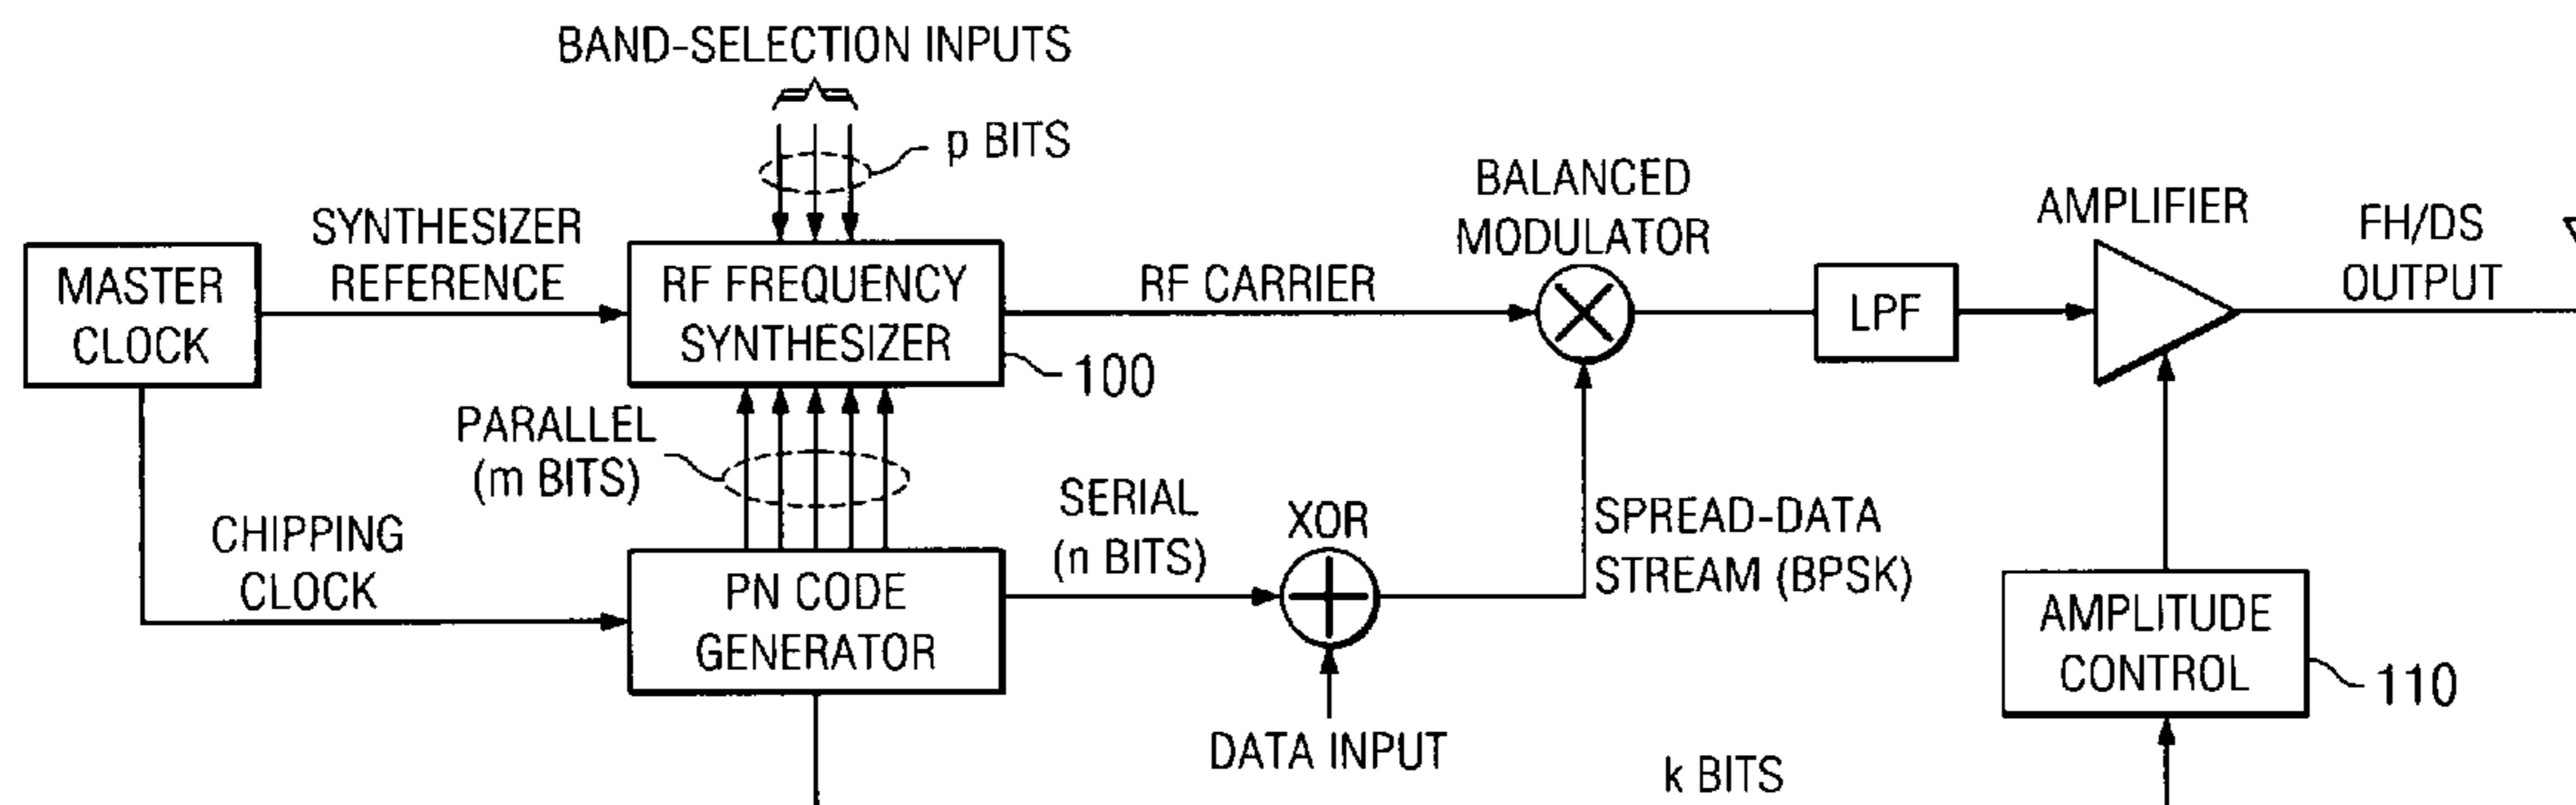 BAND-SELECTION INPUTS
p BITS
MASTER
CLOCK
SYNTHESIZER
REFERENCE
RF FREQUENCY
SYNTHESIZER
100
RF CARRIER
BALANCED
MODULATOR
LPF
AMPLIFIER
FH/DS
OUTPUT
PARALLEL
(m BITS)
CHIPPING
CLOCK
PN CODE
GENERATOR
SERIAL
(n BITS)
XOR
SPREAD-DATA
STREAM (BPSK)
DATA INPUT
AMPLITUDE
CONTROL
110
k BITS